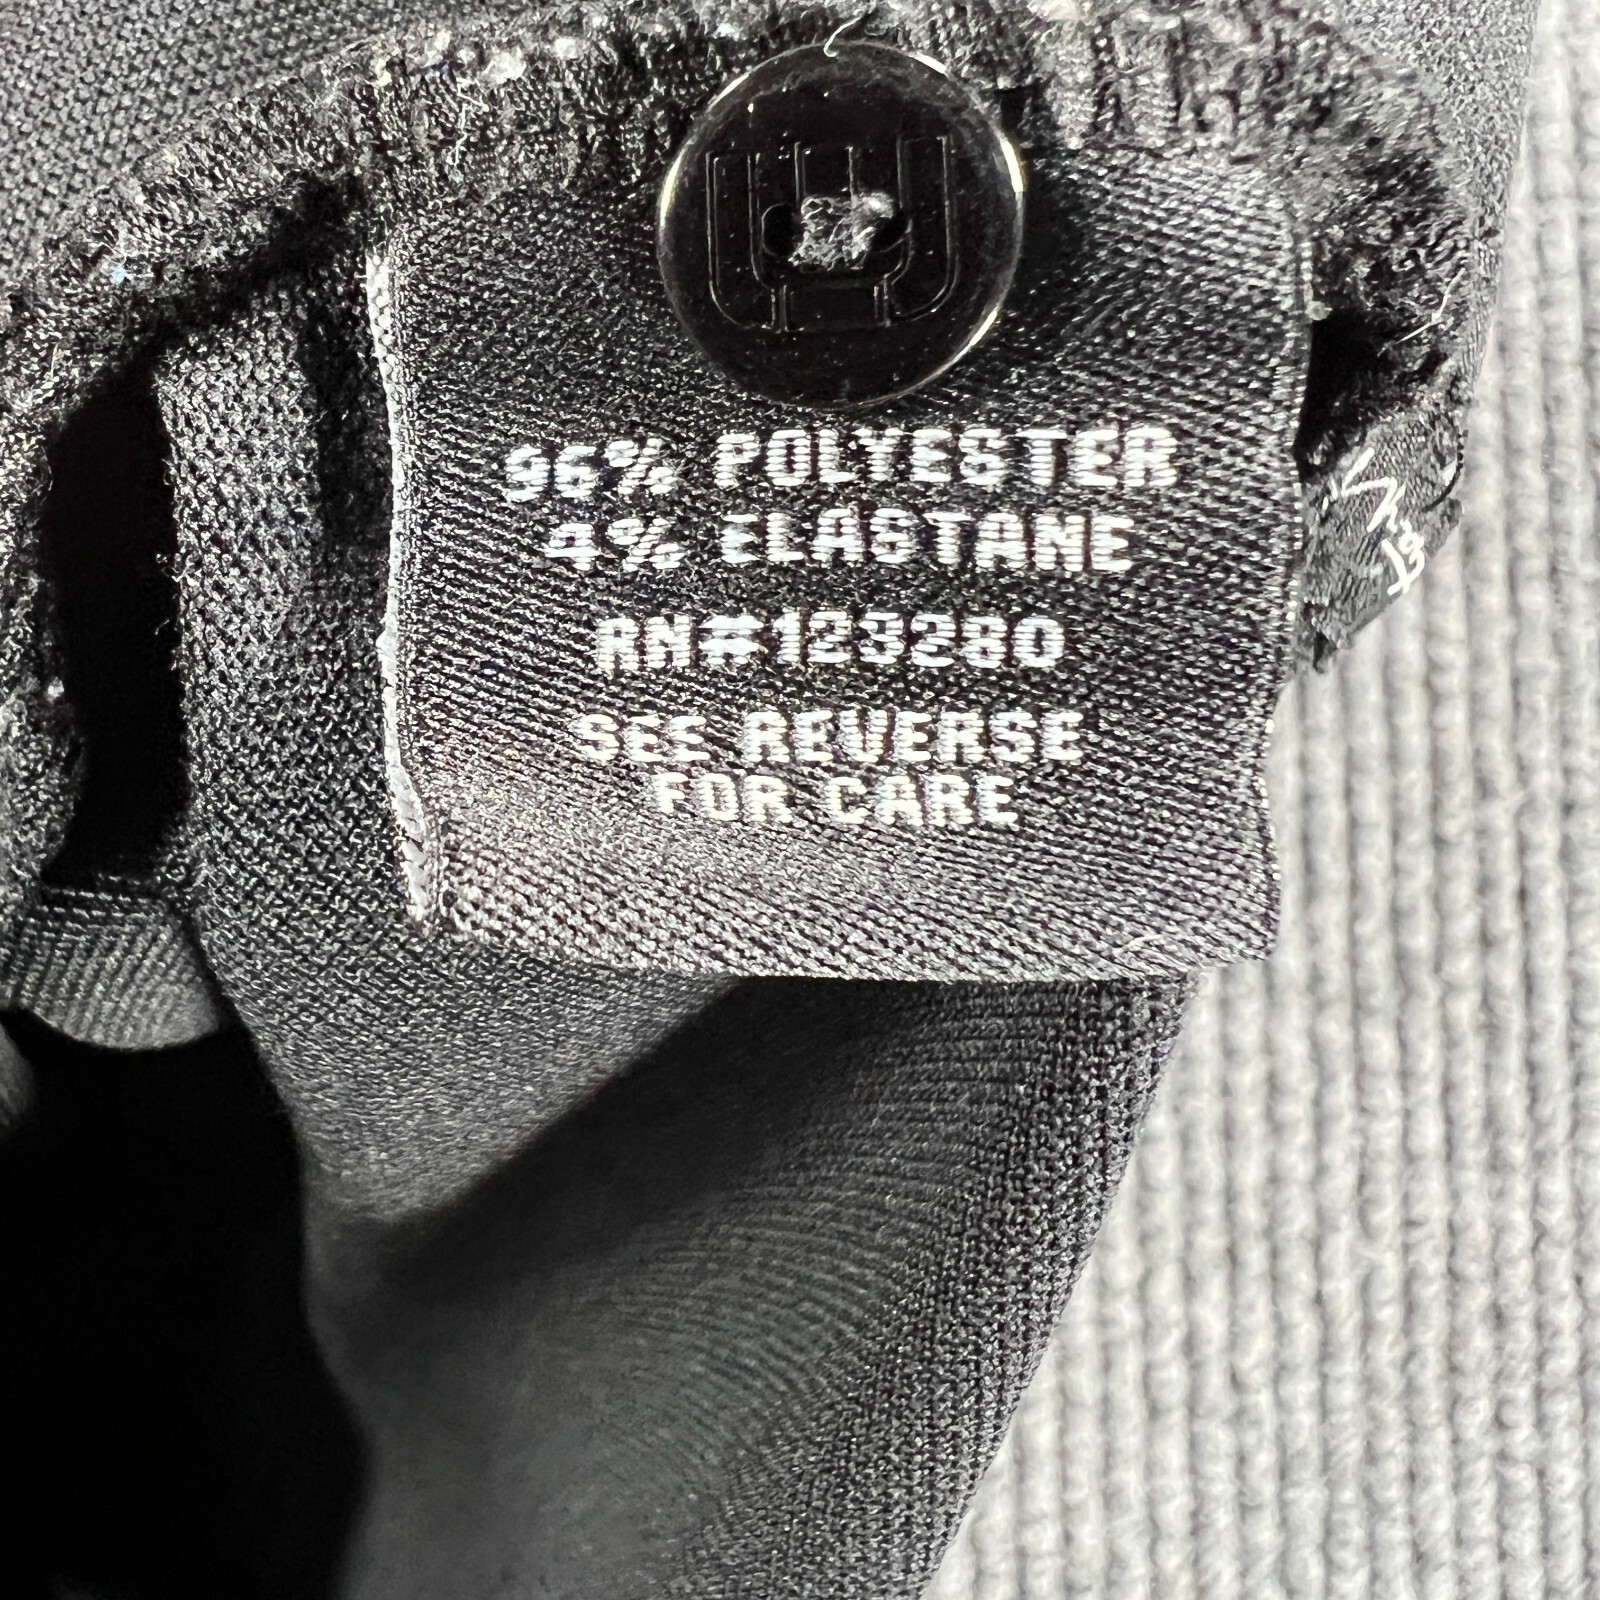 96% POLYESTER
4% ELASTANE
RN#123280
SEE REVERSE
FOR CARE